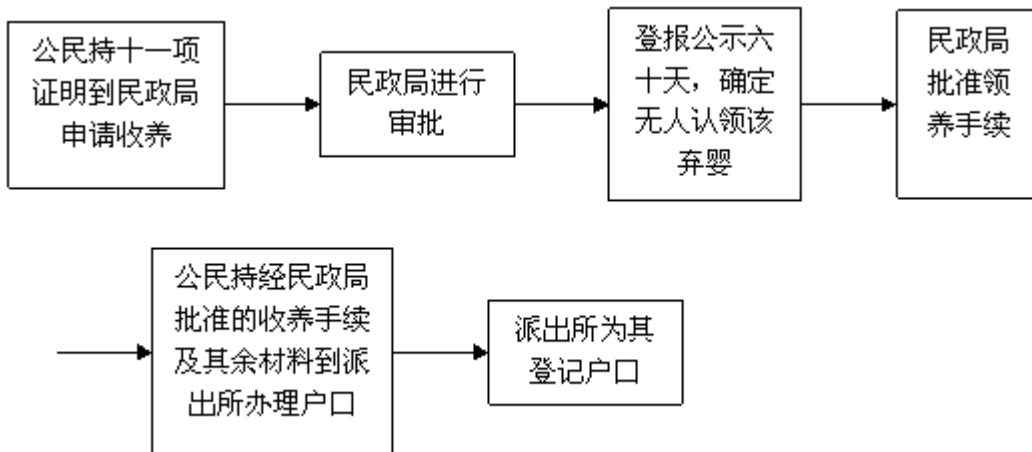 公民持十一项
证明到民政局
申请收养
民政局进行
审批
登报公示六
十天，确定
无人认领该
弃婴
民政局
批准领
养手续
公民持经民政局
批准的收养手续
及其余材料到派
出所办理户口
派出所为其
登记户口